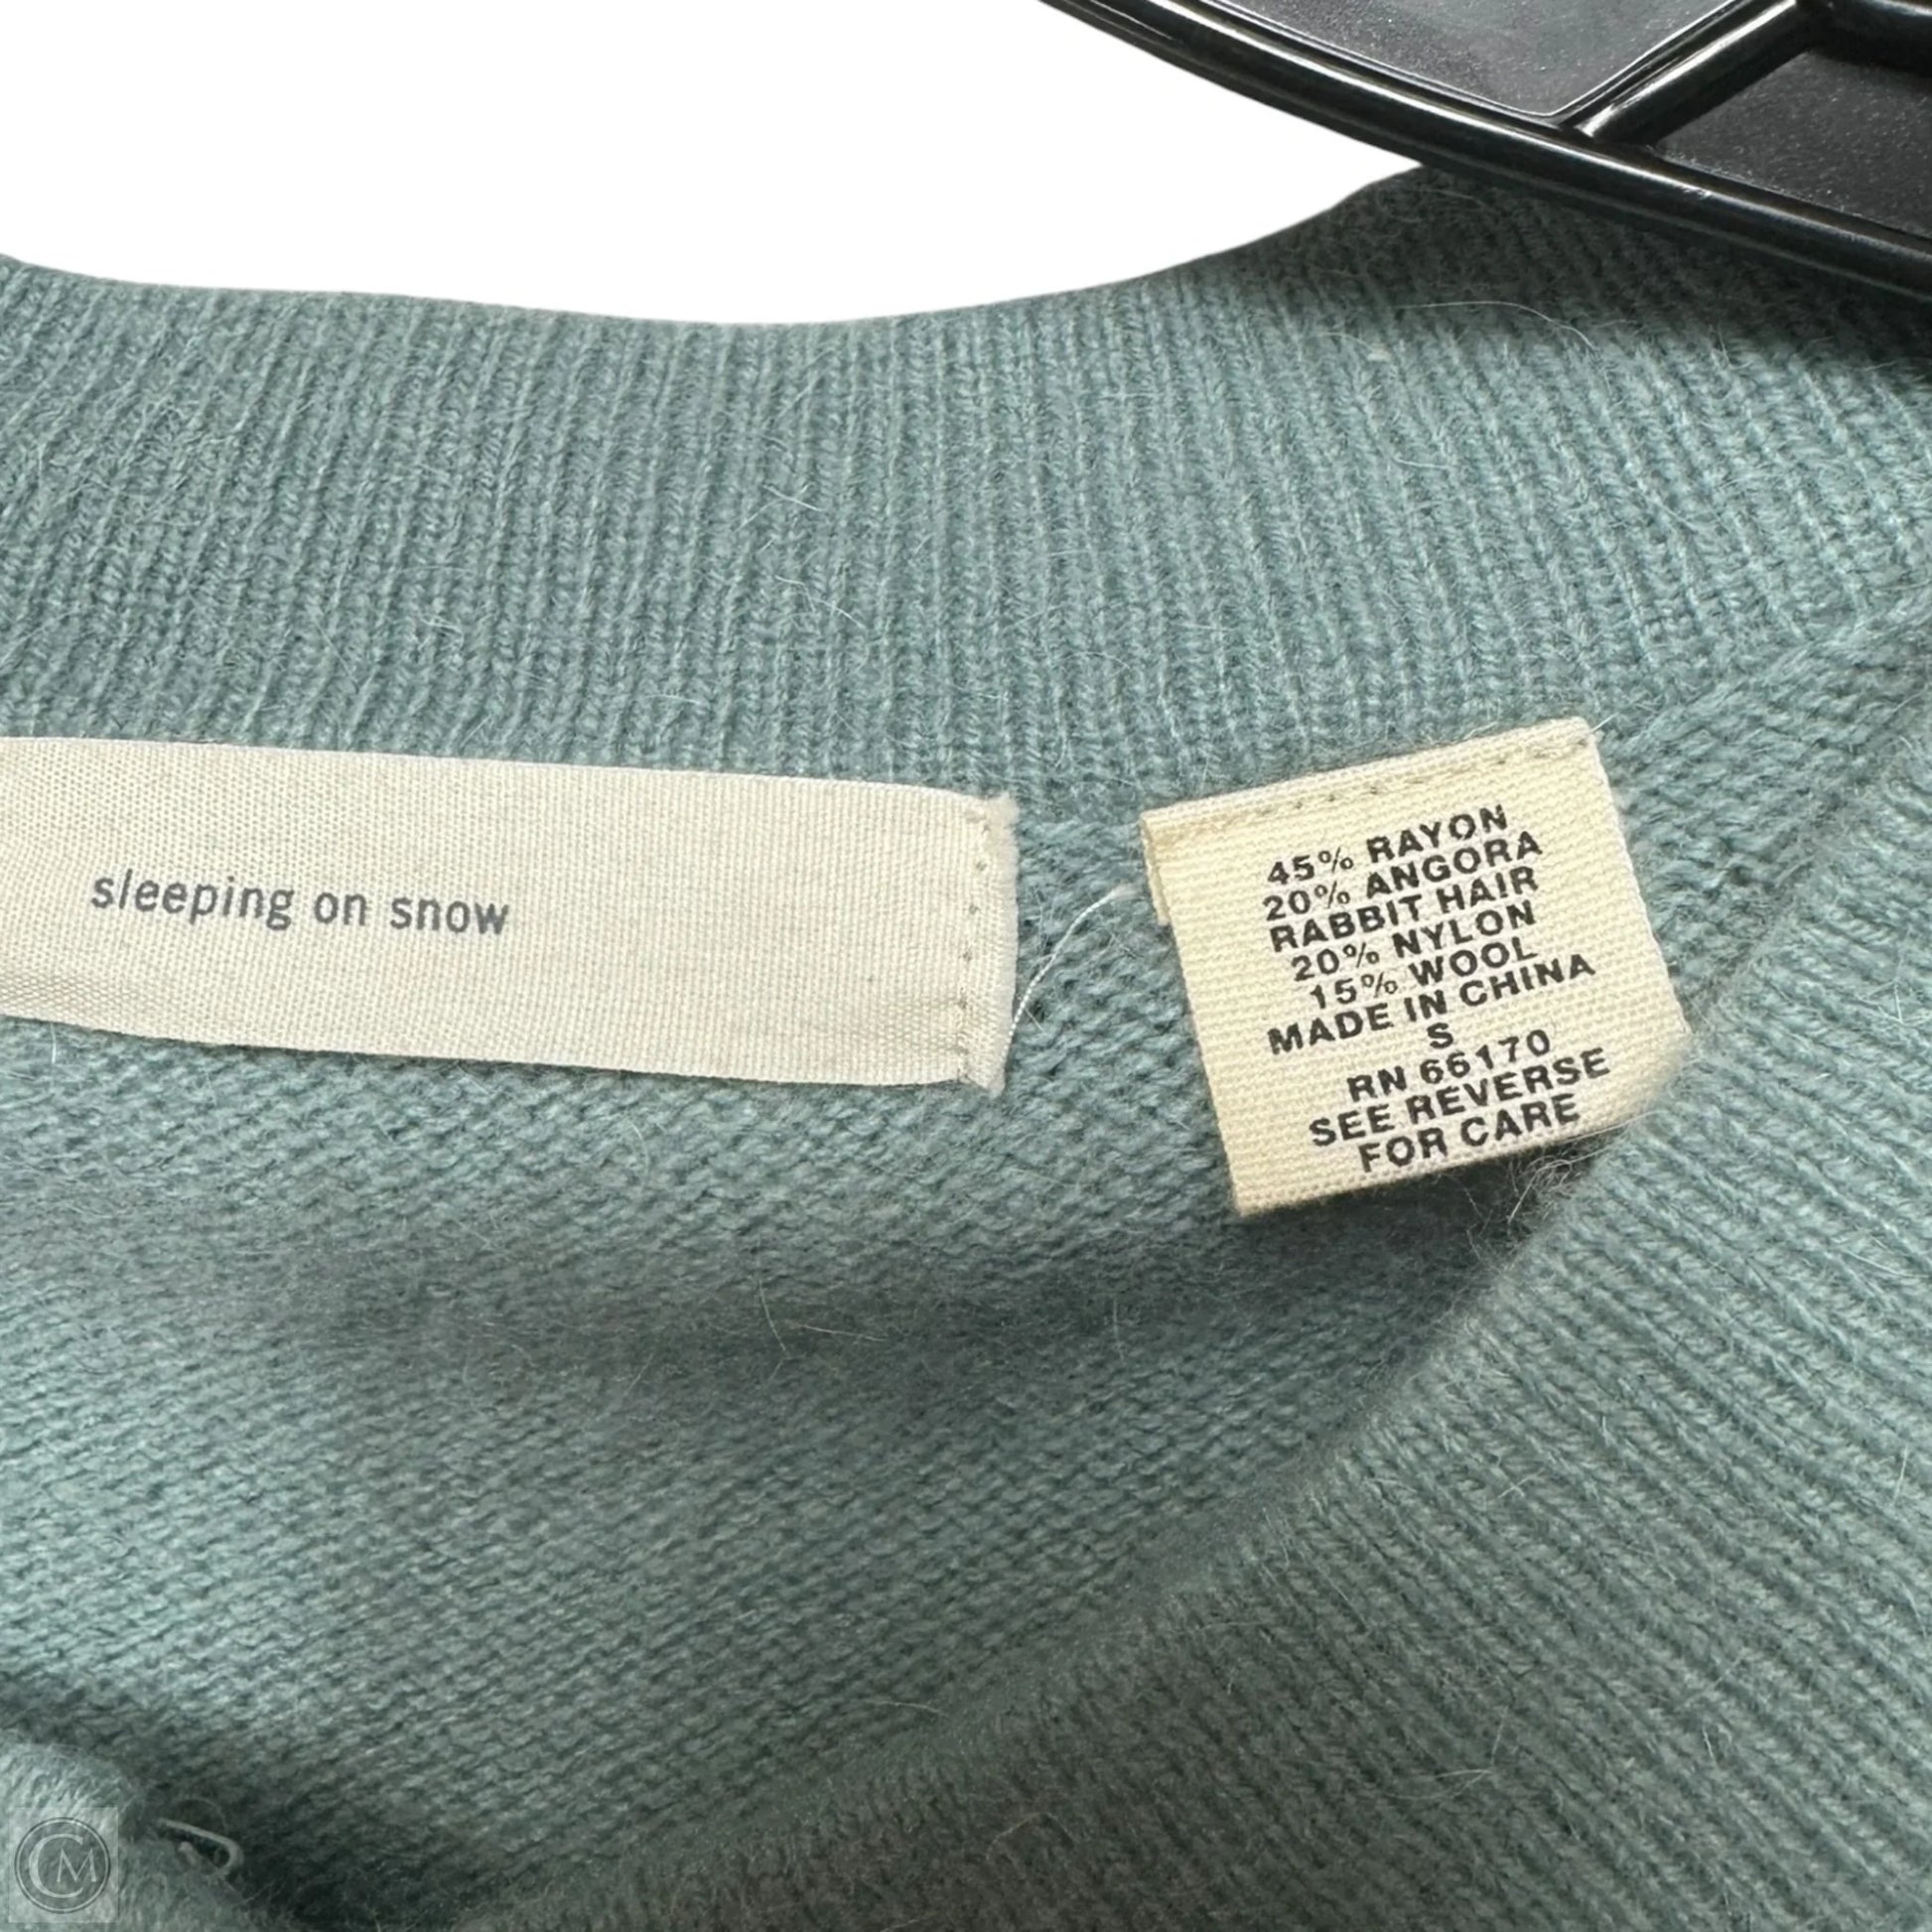 sleeping on snow
45% RAYON
20% ANGORA
RABBIT HAIR
20% NYLON
15% WOOL
MADE IN CHINA
S
RN 66170
SEE REVERSE
FOR CARE
CM